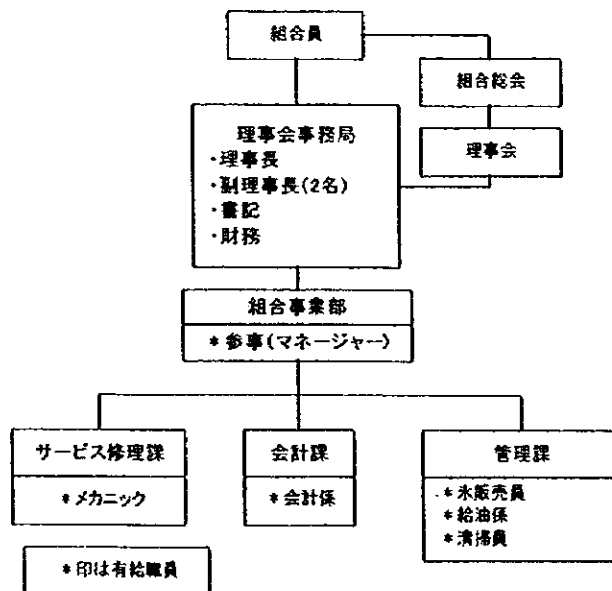 組合員
組合総会
理事会
理事会事務局
・理事長
・副理事長(2名)
・書記
・財務
組合事業部
*参事(マネージャー)
サービス修理課
*メカニック
会計課
*会計係
管理課
*氷販売員
*給油係
*清掃員
*印は有給職員